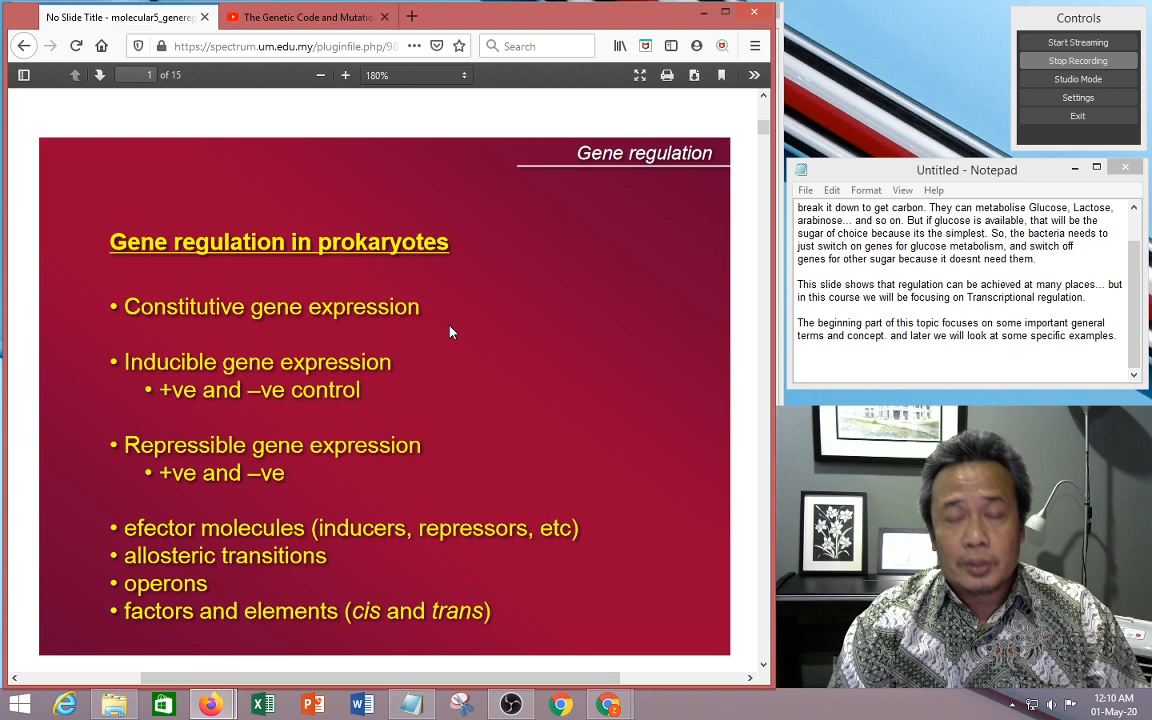 No Slide Title - molecular5_genereg
The Genetic Code and Mutatio
https://spectrum.um.edu.my/pluginfile.php/98
Search
1 of 15
180%
Gene regulation
Gene regulation in prokaryotes
• Constitutive gene expression
• Inducible gene expression
• +ve and –ve control
• Repressible gene expression
• +ve and –ve
• efector molecules (inducers, repressors, etc)
• allosteric transitions
• operons
• factors and elements (cis and trans)
Controls
Start Streaming
Stop Recording
Studio Mode
Settings
Exit
Untitled - Notepad
File Edit Format View Help
break it down to get carbon. They can metabolise Glucose, Lactose,
arabinose... and so on. But if glucose is available, that will be the
sugar of choice because its the simplest. So, the bacteria needs to
just switch on genes for glucose metabolism, and switch off
genes for other sugar because it doesnt need them.
This slide shows that regulation can be achieved at many places... but
in this course we will be focusing on Transcriptional regulation.
The beginning part of this topic focuses on some important general
terms and concept. and later we will look at some specific examples.
12:10 AM
01-May-20